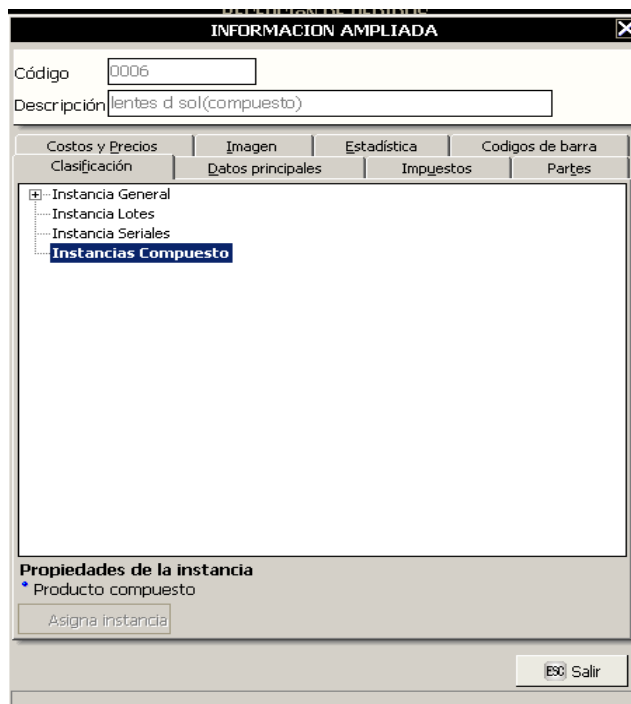 INFORMACION AMPLIADA
Código 0006
Descripción lentes d sol(compuesto)
Costos y Precios Imagen Estadística Codigos de barra
Clasificación Datos principales Impuestos Partes
Instancia General
Instancia Lotes
Instancia Seriales
Instancias Compuesto
Propiedades de la instancia
Producto compuesto
Asigna instancia
ESC Salir